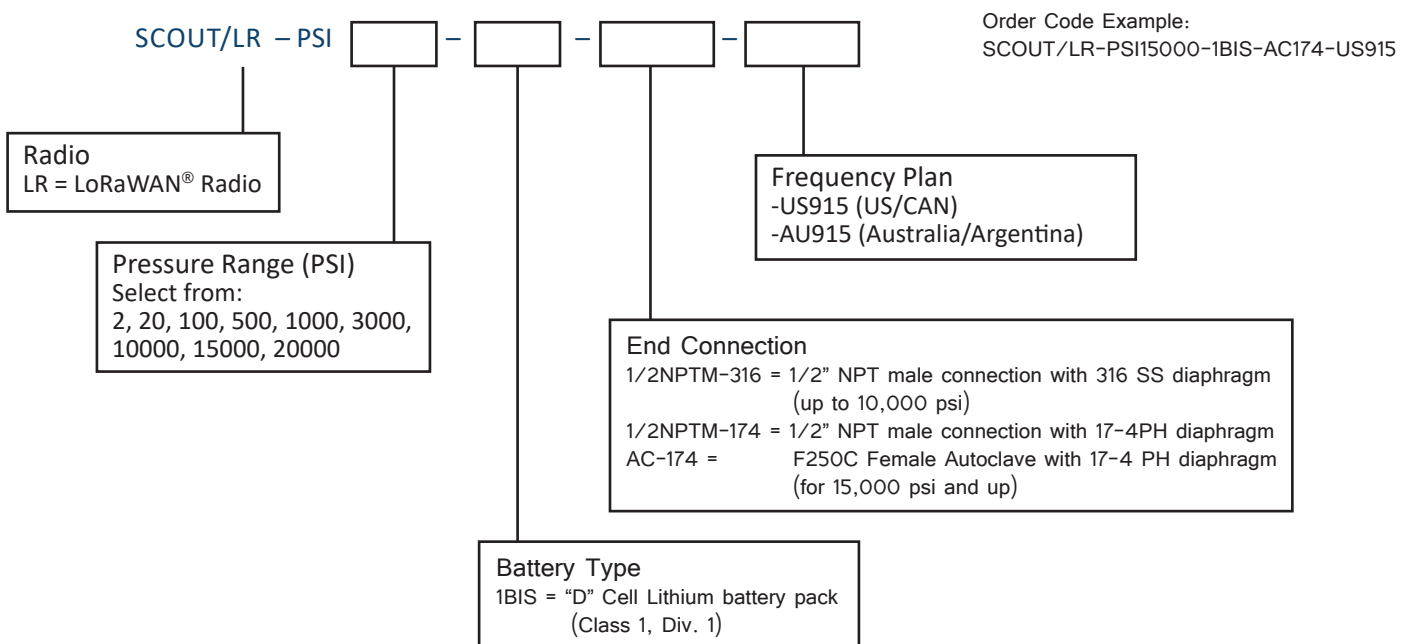 SCOUT/LR – PSI – – –
Order Code Example:
SCOUT/LR-PSI15000-1BIS-AC174-US915
Radio
LR = LoRaWAN® Radio
Pressure Range (PSI)
Select from:
2, 20, 100, 500, 1000, 3000,
10000, 15000, 20000
Frequency Plan
-US915 (US/CAN)
-AU915 (Australia/Argentina)
End Connection
1/2NPTM-316 = 1/2” NPT male connection with 316 SS diaphragm
(up to 10,000 psi)
1/2NPTM-174 = 1/2” NPT male connection with 17-4PH diaphragm
AC-174 = F250C Female Autoclave with 17-4 PH diaphragm
(for 15,000 psi and up)
Battery Type
1BIS = “D” Cell Lithium battery pack
(Class 1, Div. 1)